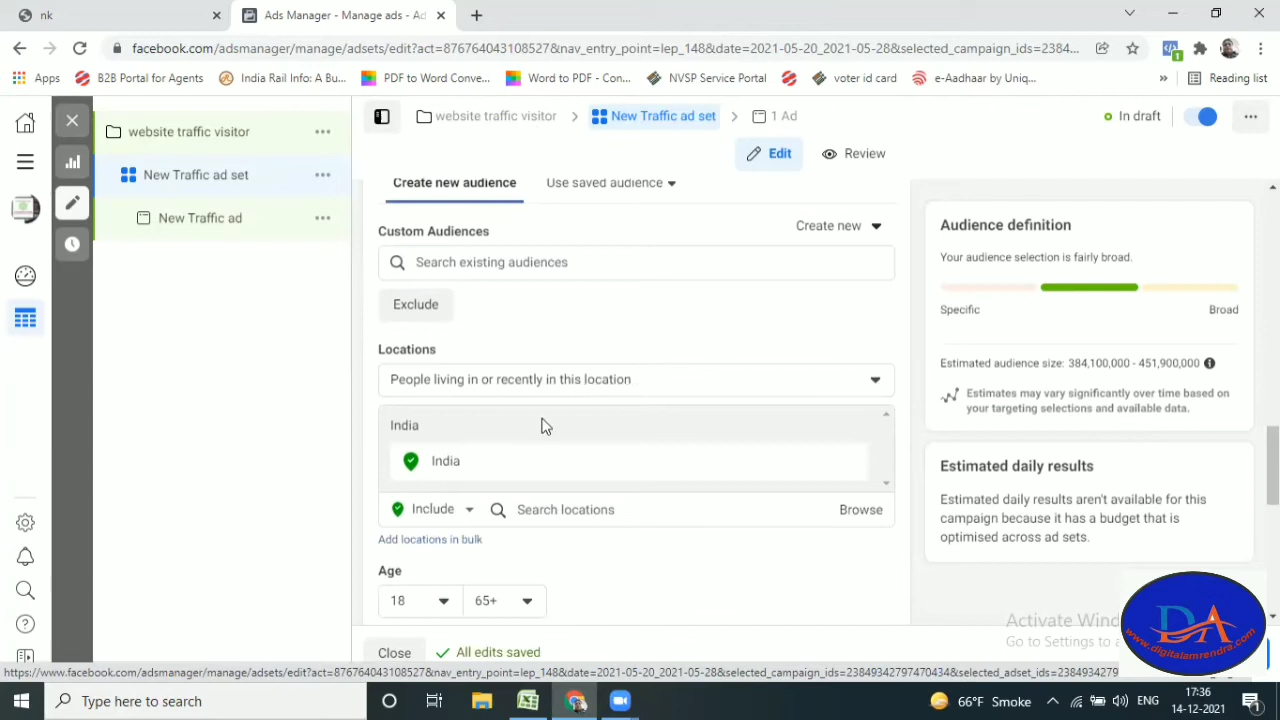 nk
Ads Manager - Manage ads - Ad
facebook.com/adsmanager/manage/adsets/edit?act=876764043108527&nav_entry_point=lep_148&date=2021-05-20_2021-05-28&selected_campaign_ids=2384...
Apps
B2B Portal for Agents
India Rail Info: A Bu...
PDF to Word Conve...
Word to PDF - Con...
NVSP Service Portal
voter id card
e-Aadhaar by Uniq...
»
Reading list
website traffic visitor
New Traffic ad set
1 Ad
In draft
Edit
Review
website traffic visitor
New Traffic ad set
New Traffic ad
Create new audience
Use saved audience
Custom Audiences
Create new
Search existing audiences
Exclude
Locations
People living in or recently in this location
India
India
Include
Search locations
Browse
Add locations in bulk
Age
18
65+
Close
All edits saved
Audience definition
Your audience selection is fairly broad.
Specific
Broad
Estimated audience size: 384,100,000 - 451,900,000
Estimates may vary significantly over time based on
your targeting selections and available data.
Estimated daily results
Estimated daily results aren't available for this
campaign because it has a budget that is
optimised across ad sets.
Activate Wind
Go to Settings to a
DA
www.digitalamrendra.com
https://www.facebook.com/adsmanager/manage/adsets/edit?act=876764043108527&nav_entry_point=lep_148&date=2021-05-20_2021-05-28&selected_campaign_ids=23849342797470434&selected_adset_ids=2384934279
Type here to search
66°F Smoke
ENG
17:36
14-12-2021
1